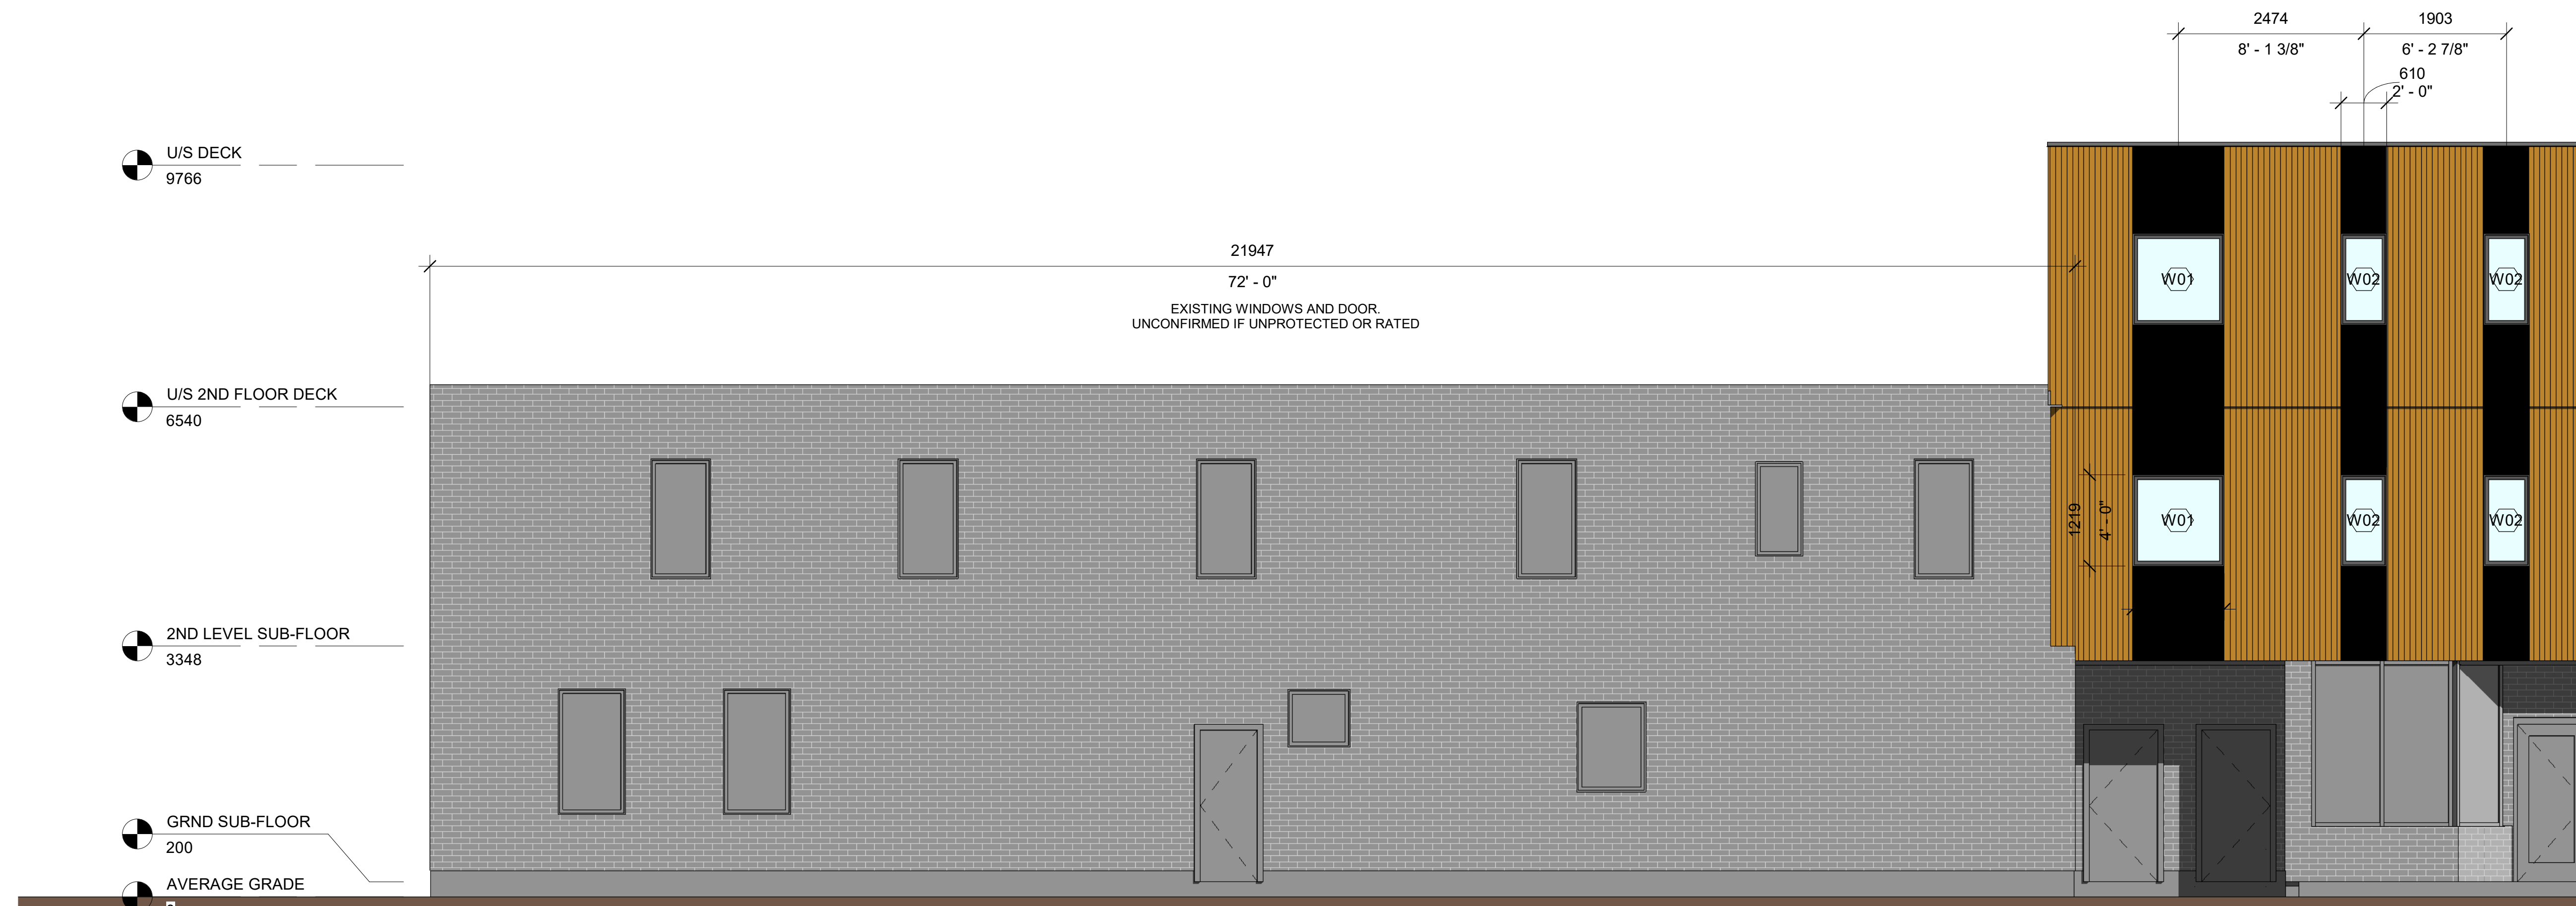 2474
1903
8' - 1 3/8"
6' - 2 7/8"
610
2' - 0"
U/S DECK
9766
21947
72' - 0"
EXISTING WINDOWS AND DOOR.
UNCONFIRMED IF UNPROTECTED OR RATED
W01
W02
W02
U/S 2ND FLOOR DECK
6540
1219
4' - 0"
W01
W02
W02
2ND LEVEL SUB-FLOOR
3348
GRND SUB-FLOOR
200
AVERAGE GRADE